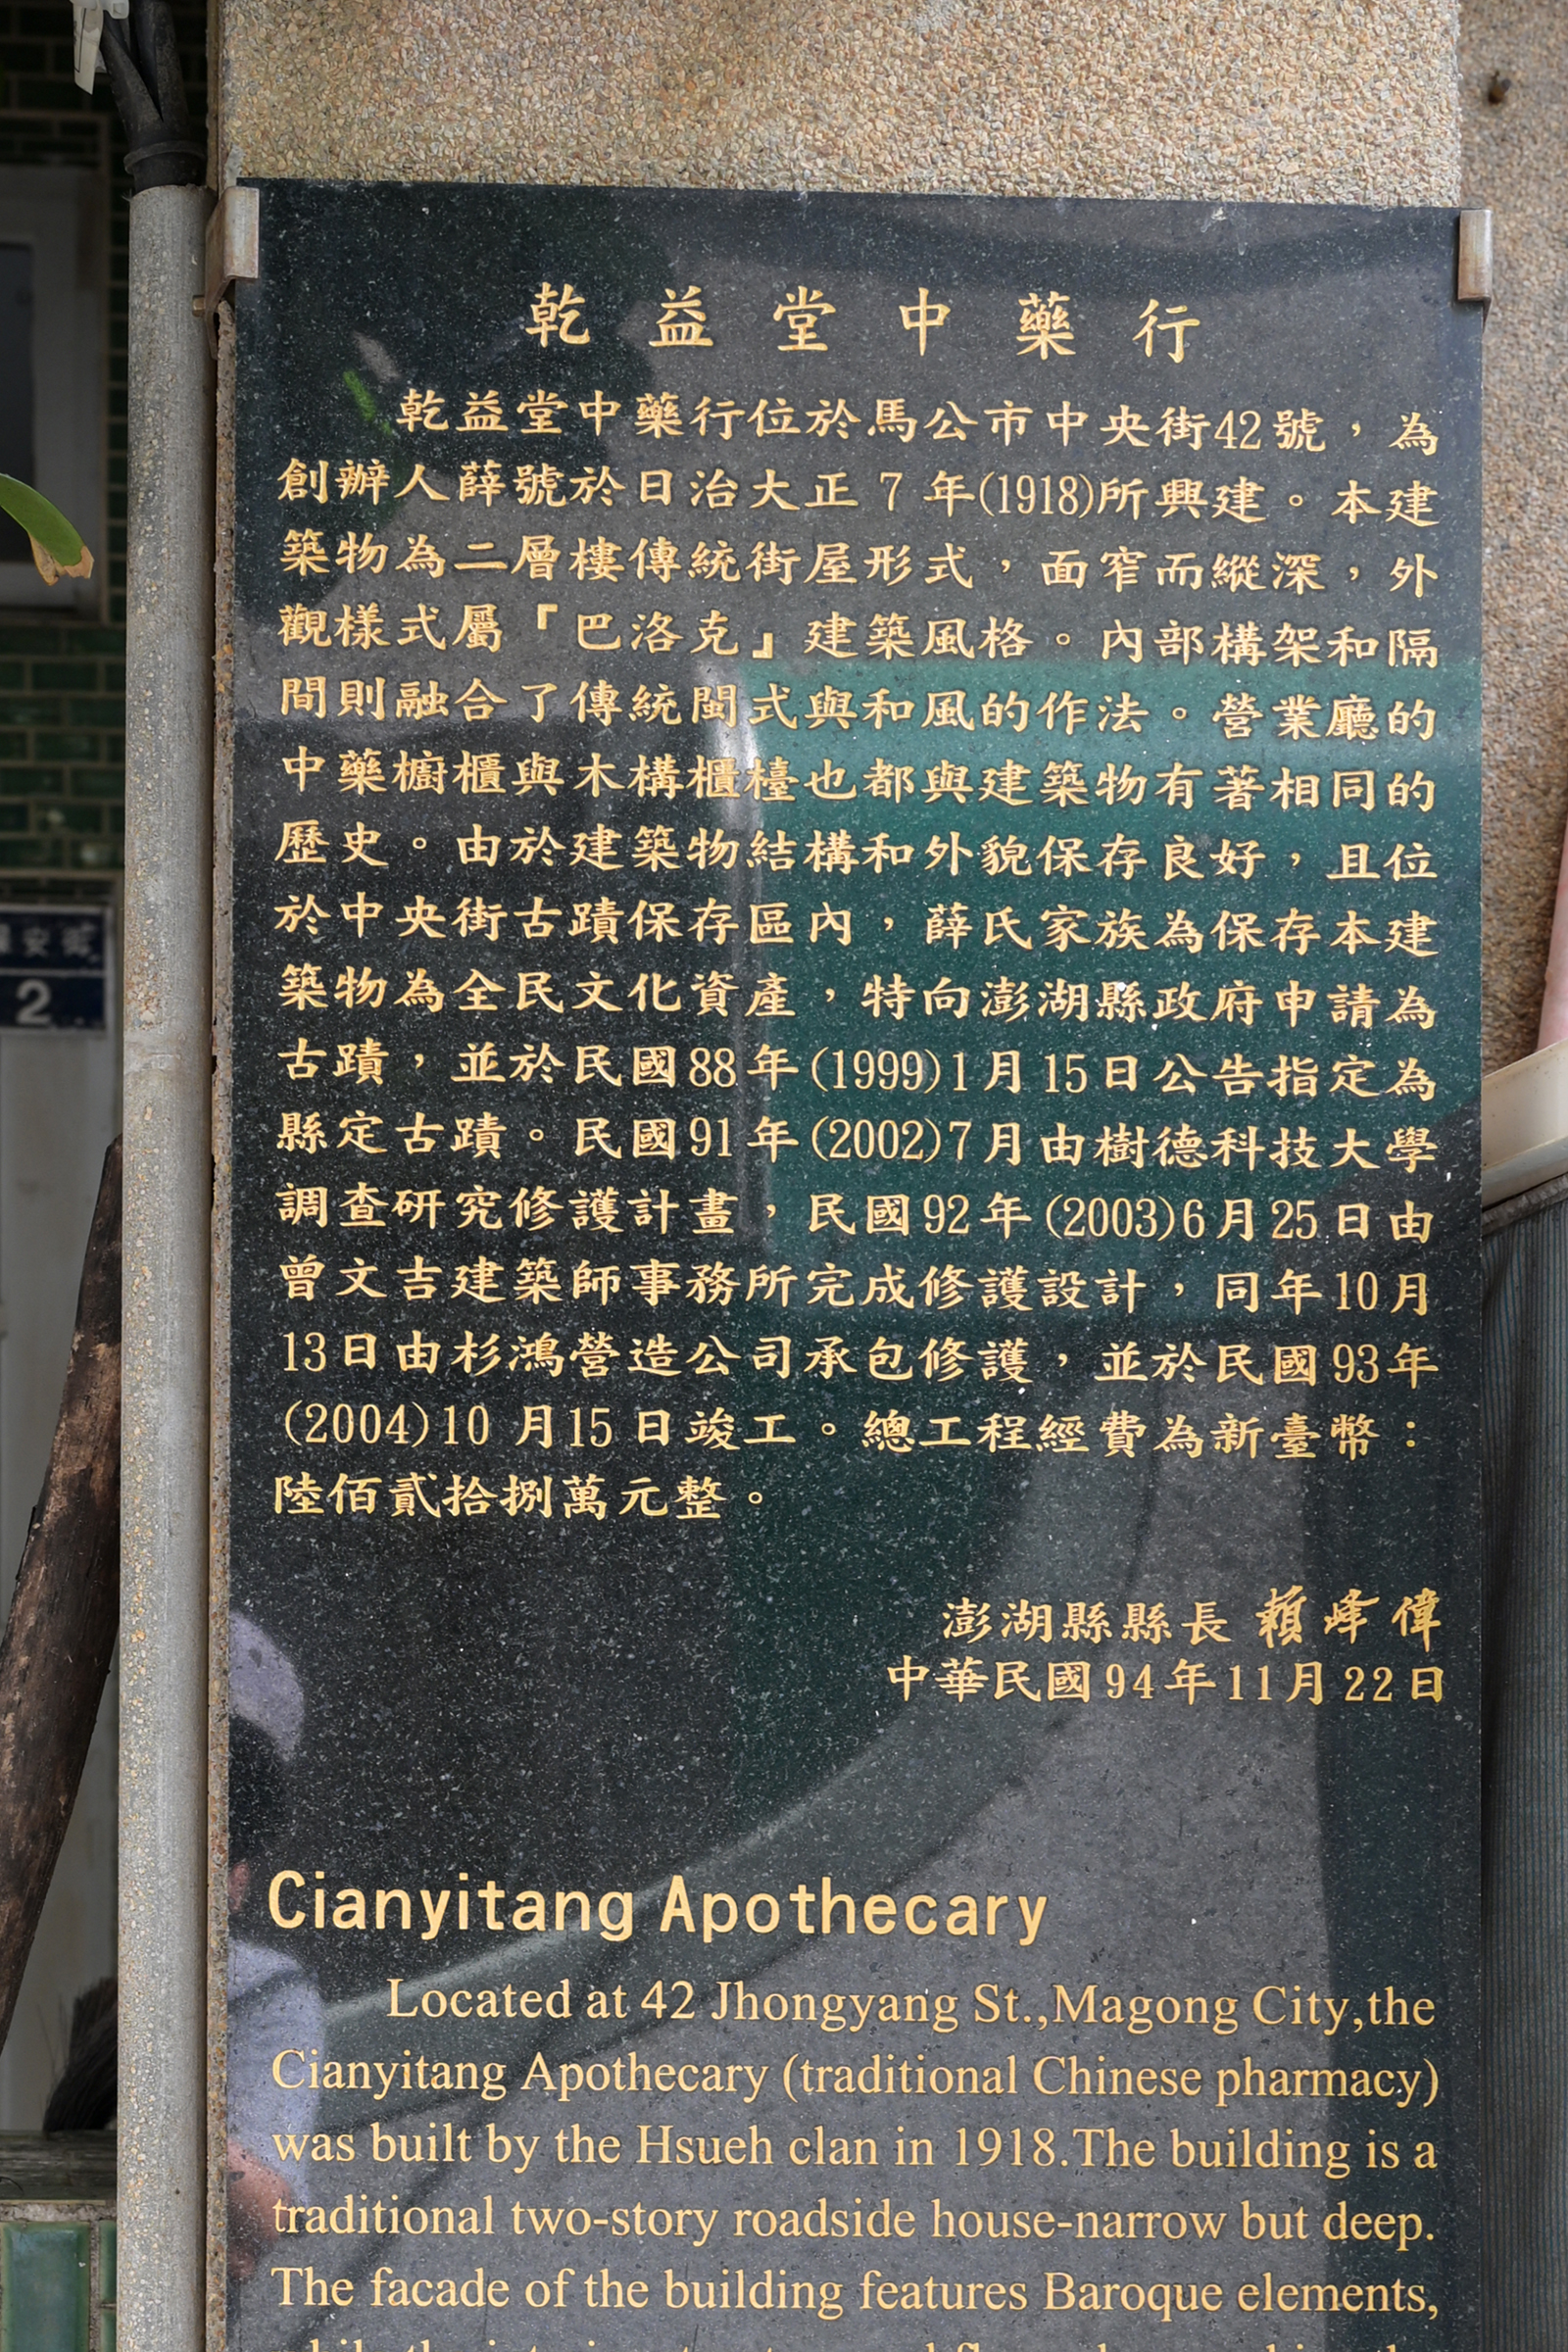 乾益堂中藥行
乾益堂中藥行位於馬公市中央街42號，為
創辦人薛號於日治大正7年(1918)所興建。本建
築物為二層樓傳統街屋形式，面窄而縱深，外
觀樣式屬『巴洛克』建築風格。內部構架和隔
間則融合了傳統閩式與和風的作法。營業廳的
中藥櫥櫃與木構櫃檯也都與建築物有著相同的
歷史。由於建築物結構和外貌保存良好，且位
於中央街古蹟保存區內，薛氏家族為保存本建
築物為全民文化資產，特向澎湖縣政府申請為
古蹟，並於民國88年(1999)1月15日公告指定為
縣定古蹟。民國91年(2002)7月由樹德科技大學
調查研究修護計畫，民國92年(2003)6月25日由
曾文吉建築師事務所完成修護設計，同年10月
13日由杉鴻營造公司承包修護，並於民國93年
(2004)10月15日竣工。總工程經費為新臺幣：
陸佰貳拾捌萬元整。
澎湖縣縣長 賴峰偉
中華民國94年11月22日
Cianyitang Apothecary
Located at 42 Jhongyang St.,Magong City,the
Cianyitang Apothecary (traditional Chinese pharmacy)
was built by the Hsueh clan in 1918.The building is a
traditional two-story roadside house-narrow but deep.
The facade of the building features Baroque elements,
2